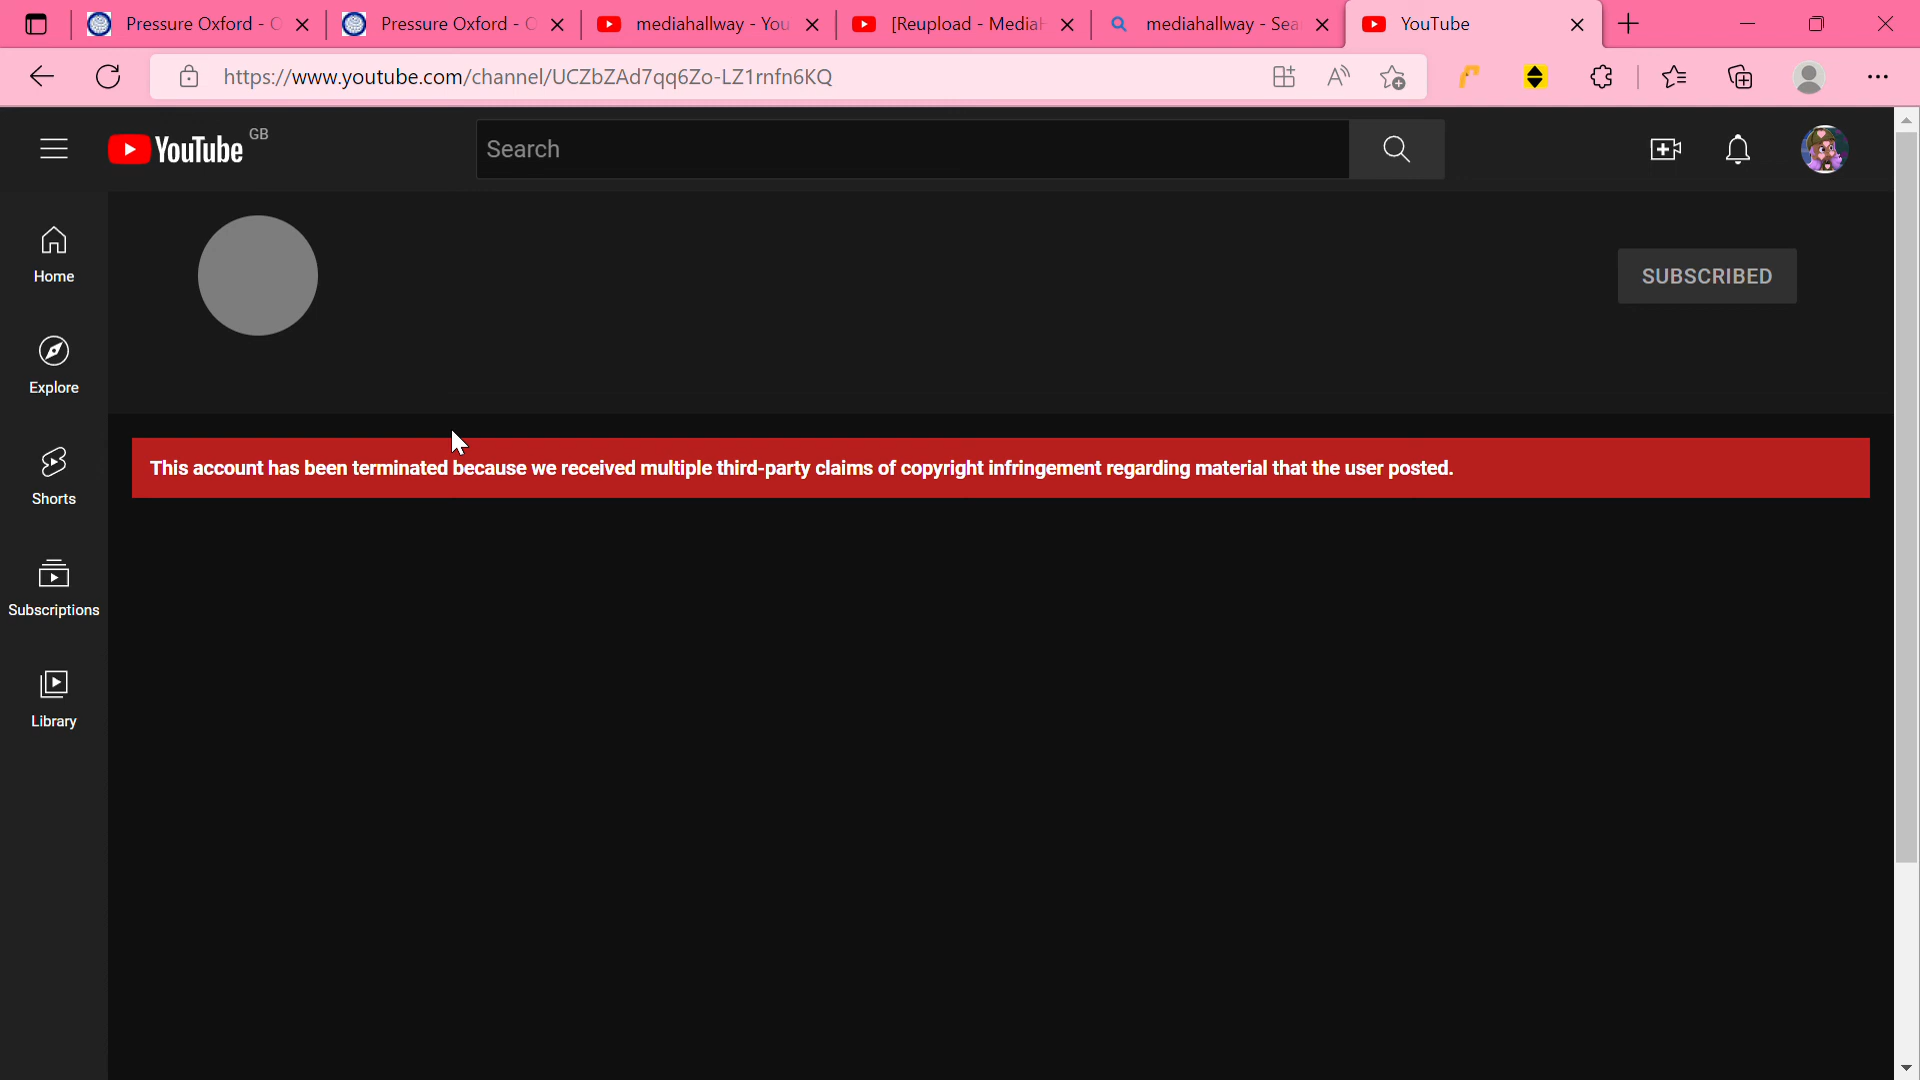 Pressure Oxford - O
Pressure Oxford - O
mediahallway - You
[Reupload - MediaH
mediahallway - Sea
YouTube
https://www.youtube.com/channel/UCZbZAd7qq6Zo-LZ1rnfn6KQ
YouTube GB
Search
SUBSCRIBED
Home
Explore
This account has been terminated because we received multiple third-party claims of copyright infringement regarding material that the user posted.
Shorts
Subscriptions
Library